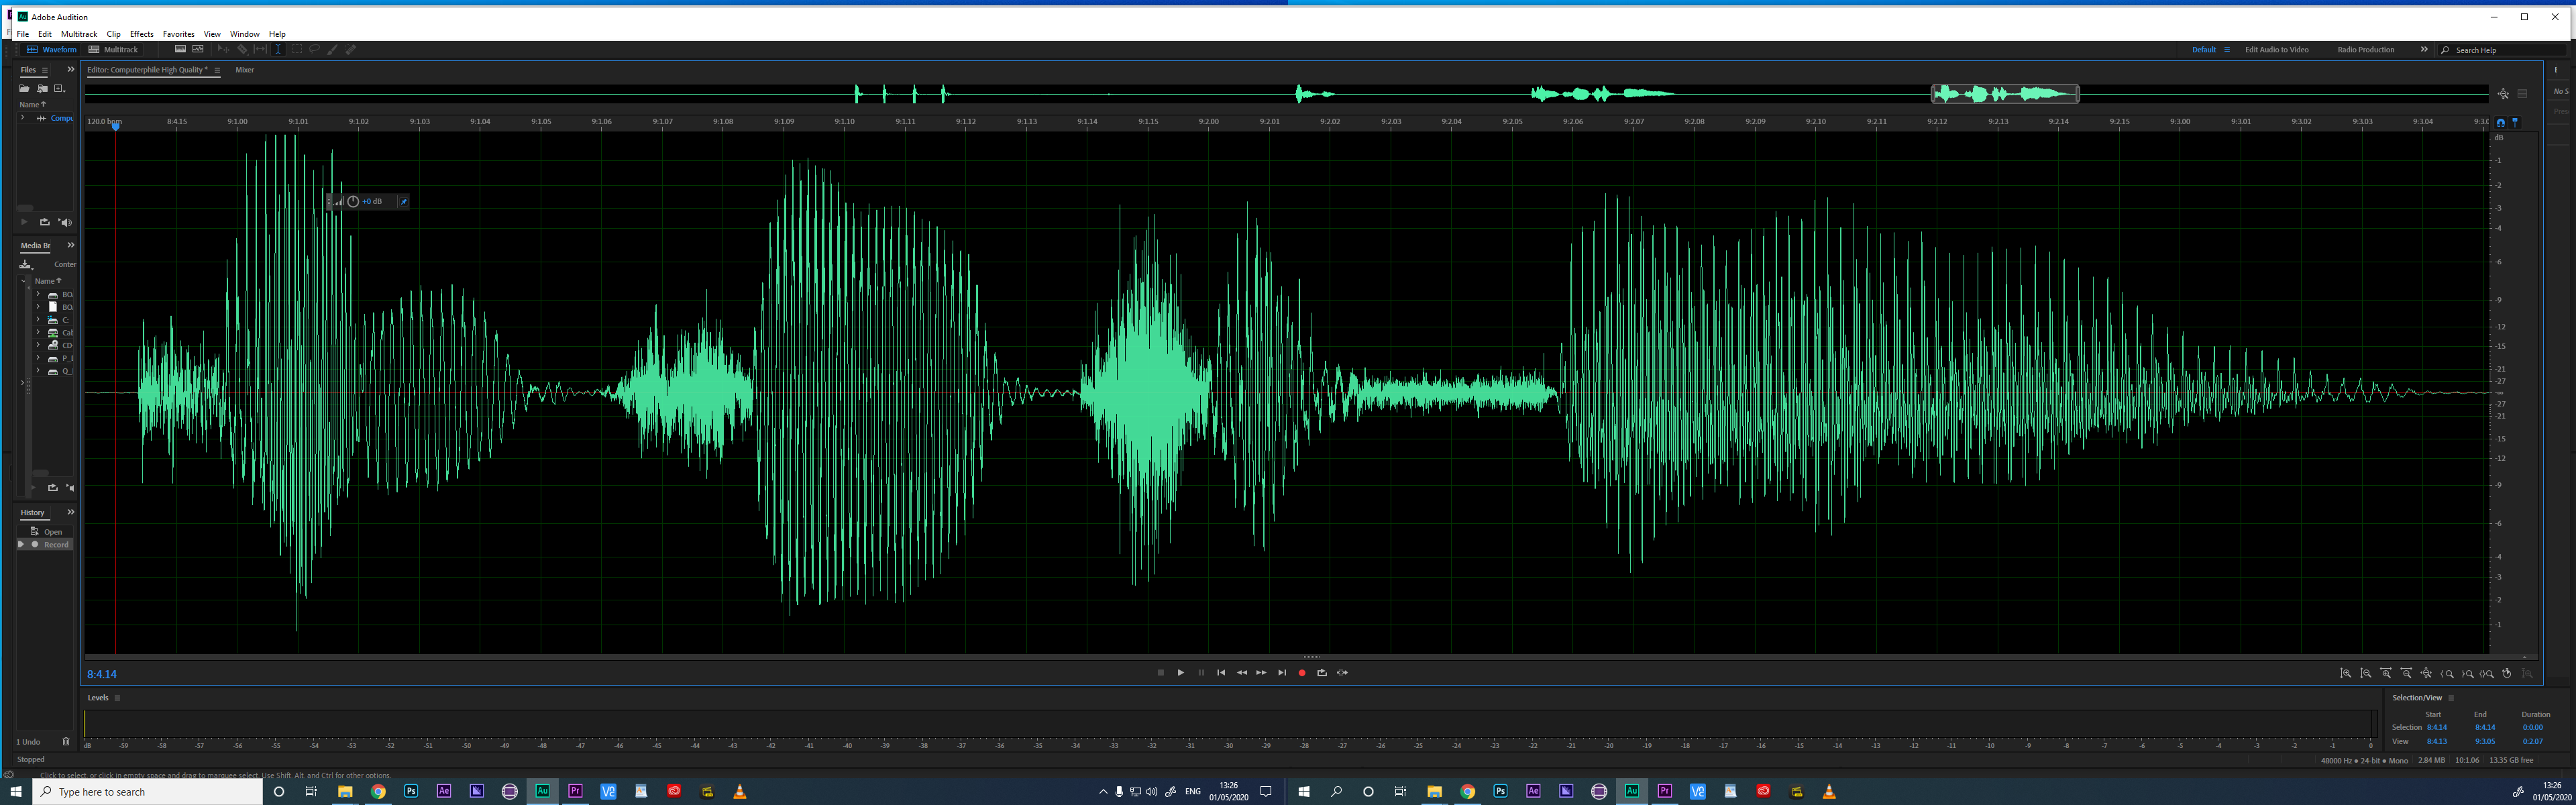 Adobe Audition
File Edit Multitrack Clip Effects Favorites View Window Help
Waveform Multitrack Default Edit Audio to Video Radio Production Search Help
Files Editor: Computerphile High Quality * Mixer
Name
Compu
No S
Pres
120.0 bpm 8:4.15 9:1.00 9:1.01 9:1.02 9:1.03 9:1.04 9:1.05 9:1.06 9:1.07 9:1.08 9:1.09 9:1.10 9:1.11 9:1.12 9:1.13 9:1.14 9:1.15 9:2.00 9:2.01 9:2.02 9:2.03 9:2.04 9:2.05 9:2.06 9:2.07 9:2.08 9:2.09 9:2.10 9:2.11 9:2.12 9:2.13 9:2.14 9:2.15 9:3.00 9:3.01 9:3.02 9:3.03 9:3.04 9:3.0
dB
-1
-2
-3
-4
-6
-9
-12
-15
-21
-27
-∞
-27
-21
-15
-12
-9
-6
-4
-3
-2
-1
+0 dB
Media Br
Conter
Name
BO
BO
C:
Cab
CD-
P_D
Q_
History
Open
Record
8:4.14
Levels
Selection/View
Start End Duration
Selection 8:4.14 8:4.14 0:0.00
View 8:4.13 9:3.05 0:2.07
1 Undo
dB -59 -58 -57 -56 -55 -54 -53 -52 -51 -50 -49 -48 -47 -46 -45 -44 -43 -42 -41 -40 -39 -38 -37 -36 -35 -34 -33 -32 -31 -30 -29 -28 -27 -26 -25 -24 -23 -22 -21 -20 -19 -18 -17 -16 -15 -14 -13 -12 -11 -10 -9 -8 -7 -6 -5 -4 -3 -2 -1 0
Stopped
48000 Hz • 24-bit • Mono 2.84 MB 10:1.06 13.35 GB free
Click to select, or click in empty space and drag to marquee select. Use Shift, Alt, and Ctrl for other options.
Type here to search
Ps Ae Au Pr
ENG
13:26
01/05/2020
Ps Ae Au Pr
13:26
01/05/2020